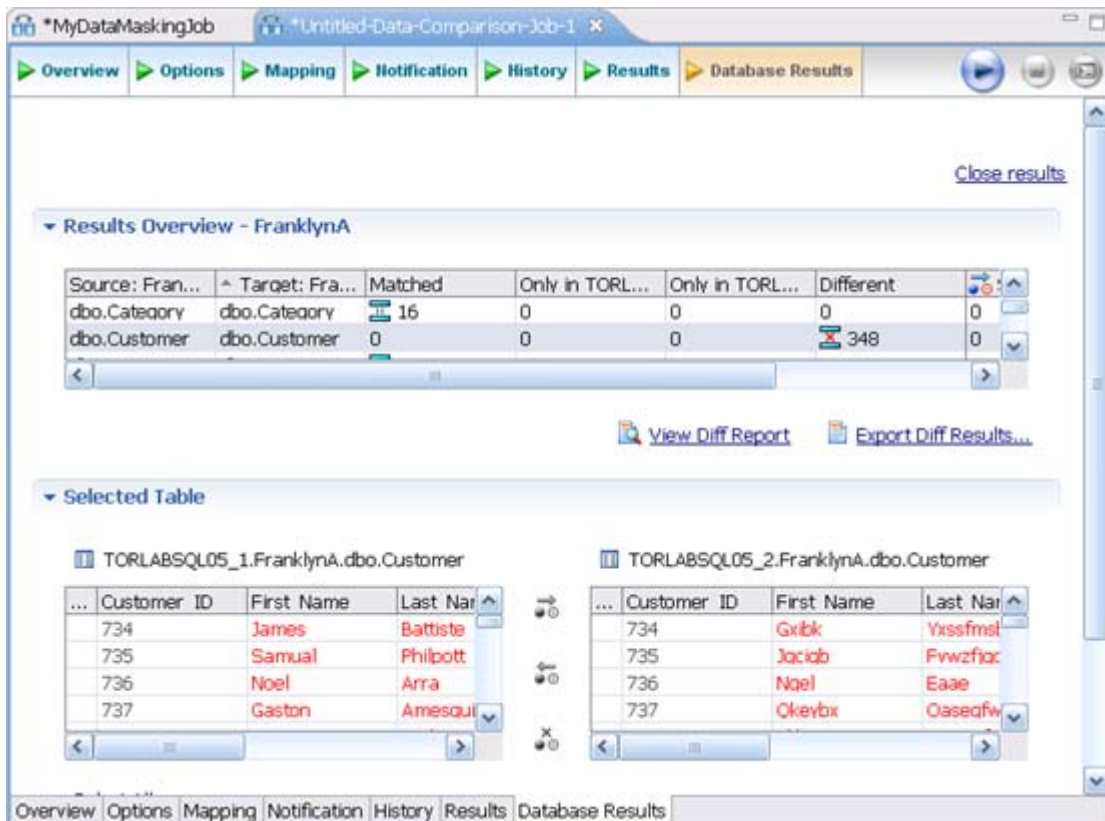 *MyDataMaskingJob *Untitled-Data-Comparison-Job-1
Overview Options Mapping Notification History Results Database Results
Close results
Results Overview - FranklynA
Source: Fran... Target: Fra... Matched Only in TORL... Only in TORL... Different
dbo.Category dbo.Category 16 0 0 0 0
dbo.Customer dbo.Customer 0 0 0 348 0
View Diff Report Export Diff Results...
Selected Table
TORLABSQL05_1.FranklynA.dbo.Customer TORLABSQL05_2.FranklynA.dbo.Customer
... Customer ID First Name Last Nar ... Customer ID First Name Last Nar
734 James Battiste 734 Gxibk
735 Samual Philpott 735 Jqciqb
736 Noel Arra 736 Nqel Eaae
737 Gaston Amesqui 737 Qkeybx Oaseqfw
Overview Options Mapping Notification History Results Database Results